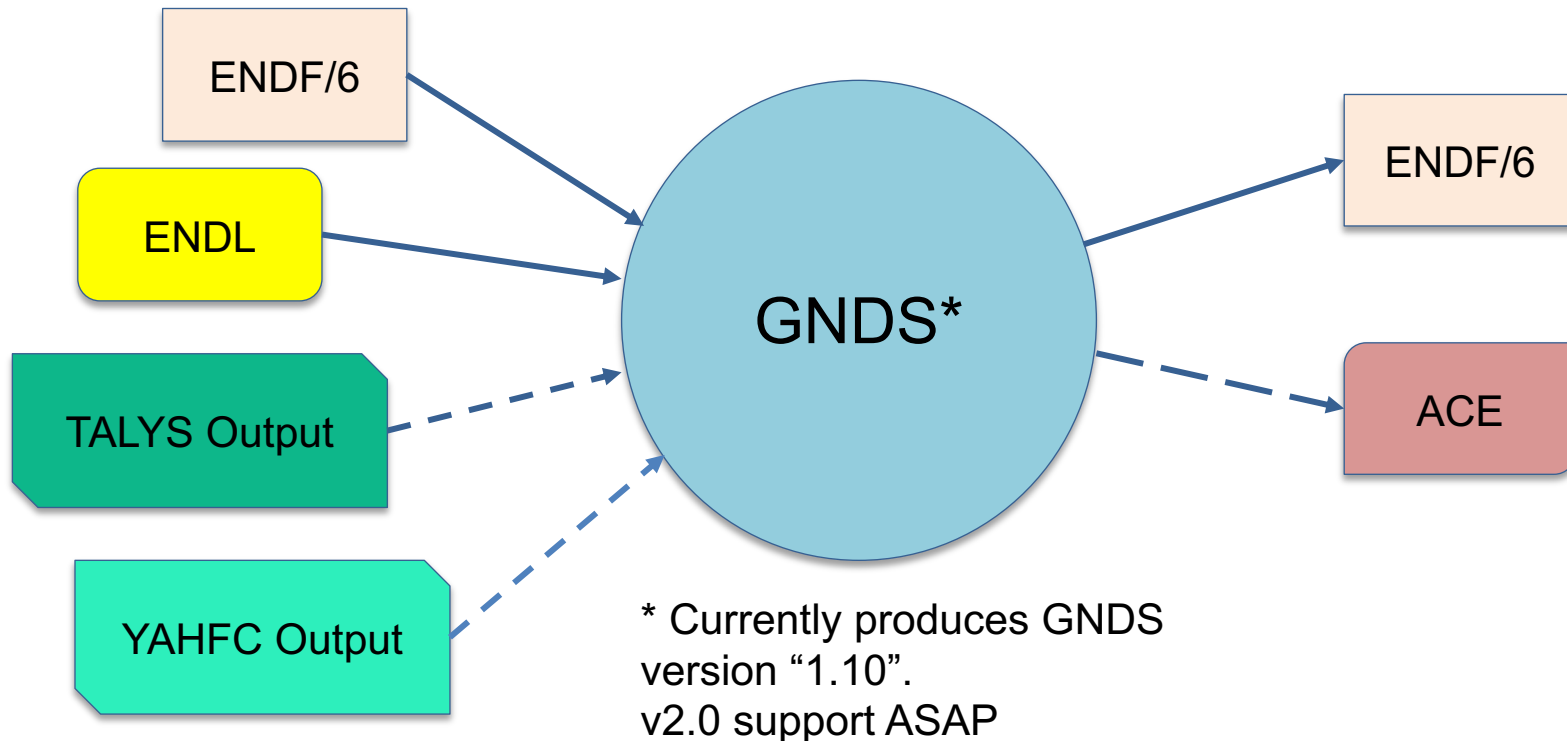 ENDF/6
ENDL
TALYS Output
YAHFC Output
GNDS*
* Currently produces GNDS
version “1.10”.
v2.0 support ASAP
ENDF/6
ACE